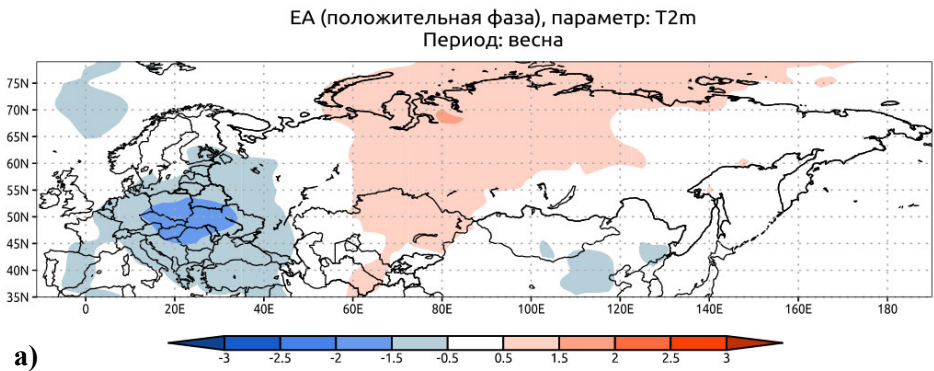 EA (положительная фаза), параметр: T2m
Период: весна
75N
70N
65N
60N
55N
50N
45N
40N
35N
0 20E 40E 60E 80E 100E 120E 140E 160E 180
а)
-3 -2.5 -2 -1.5 -0.5 0.5 1.5 2 2.5 3